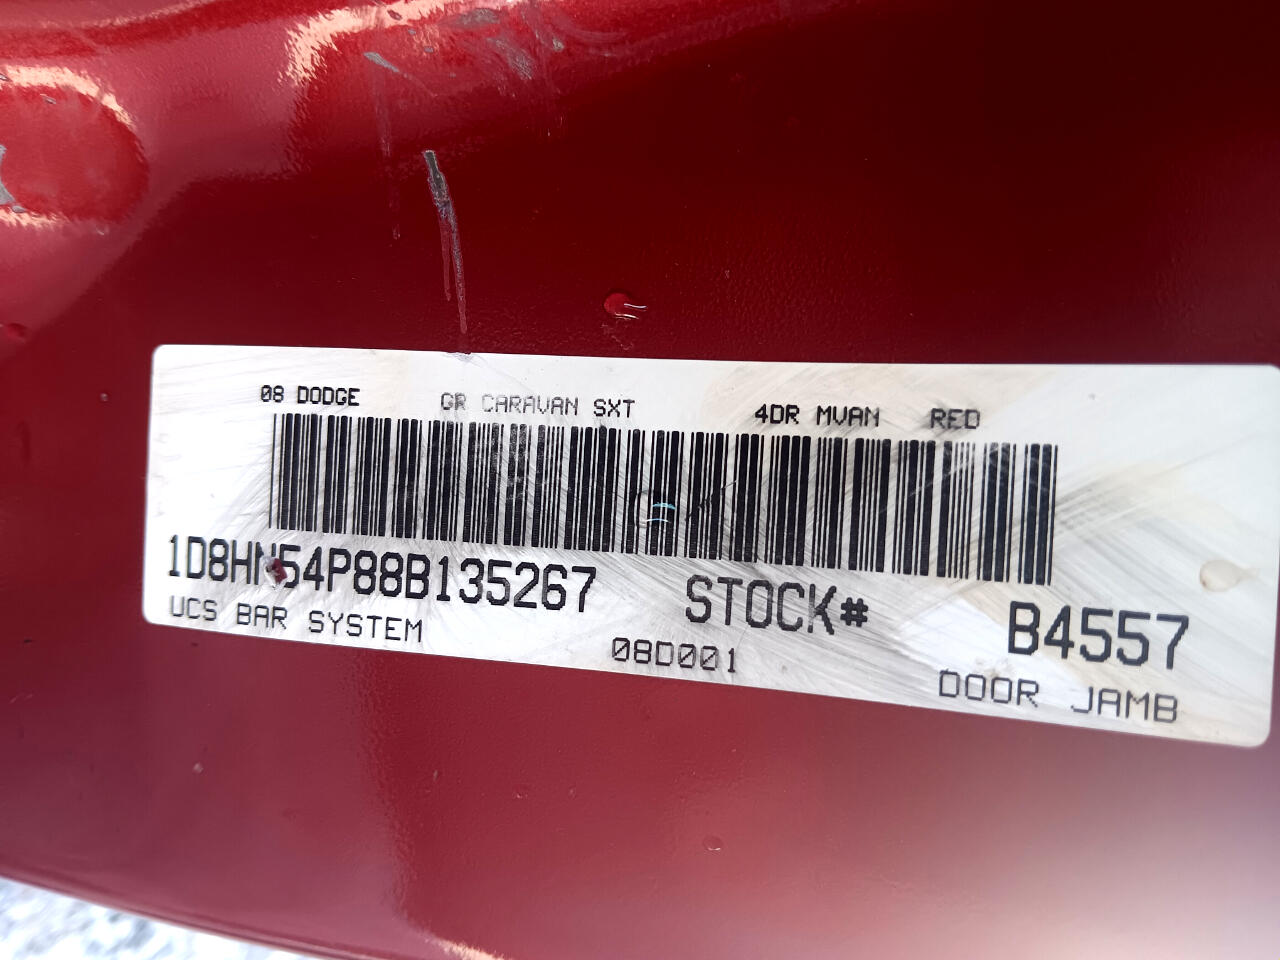 08 DODGE GR CARAVAN SXT 4DR MVAN RED
1D8HN54P88B135267 STOCK# B4557
UCS BAR SYSTEM 08D001 DOOR JAMB